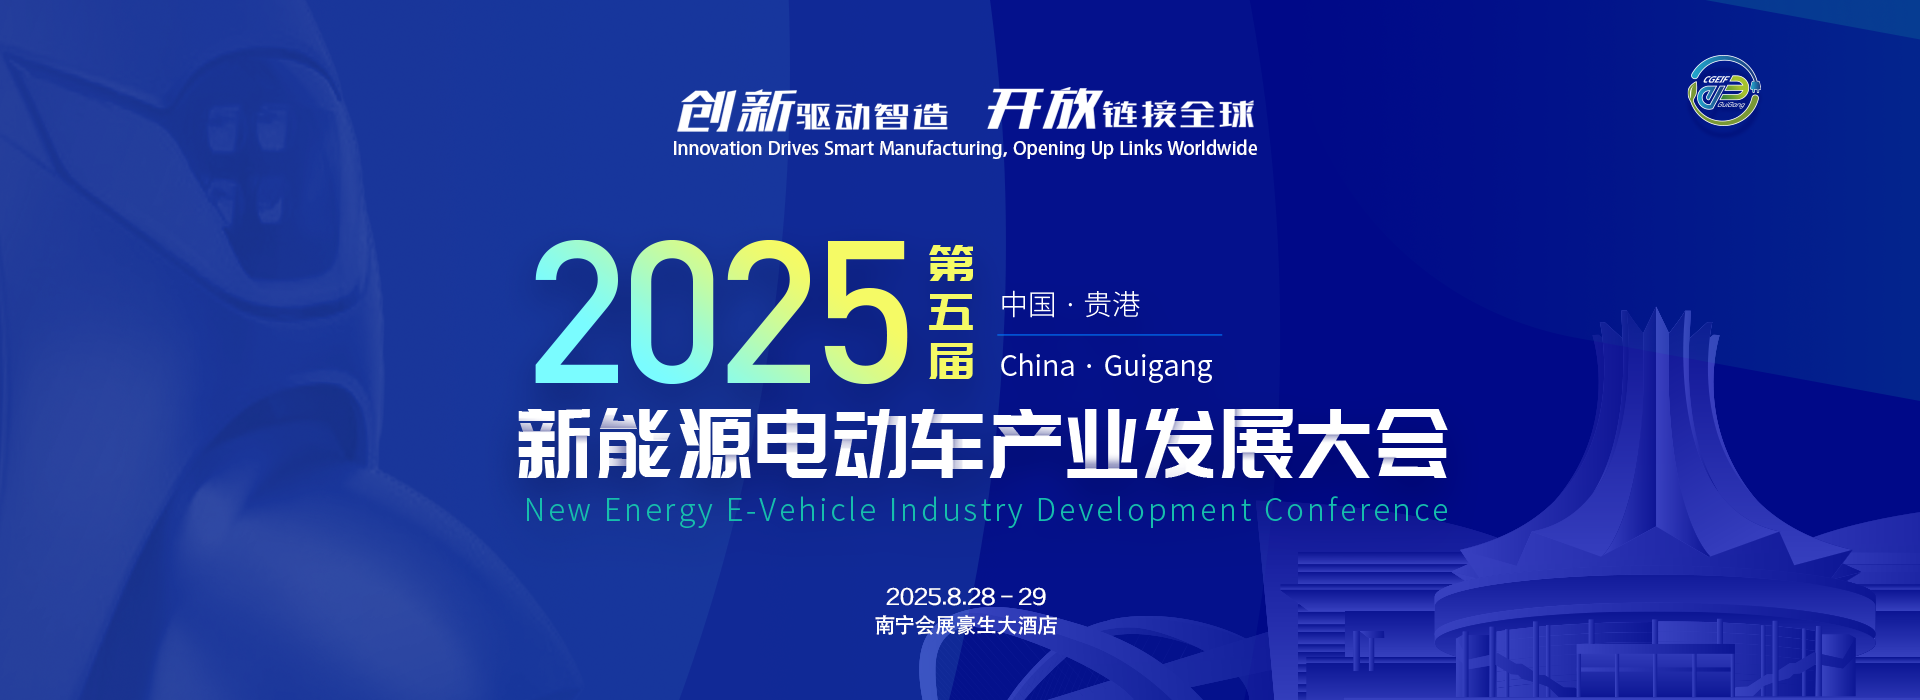 创新驱动智造 开放链接全球
Innovation Drives Smart Manufacturing, Opening Up Links Worldwide
CGEIF
GuiGang
2025
第五届
中国·贵港
China · Guigang
新能源电动车产业发展大会
New Energy E-Vehicle Industry Development Conference
2025.8.28－29
南宁会展豪生大酒店